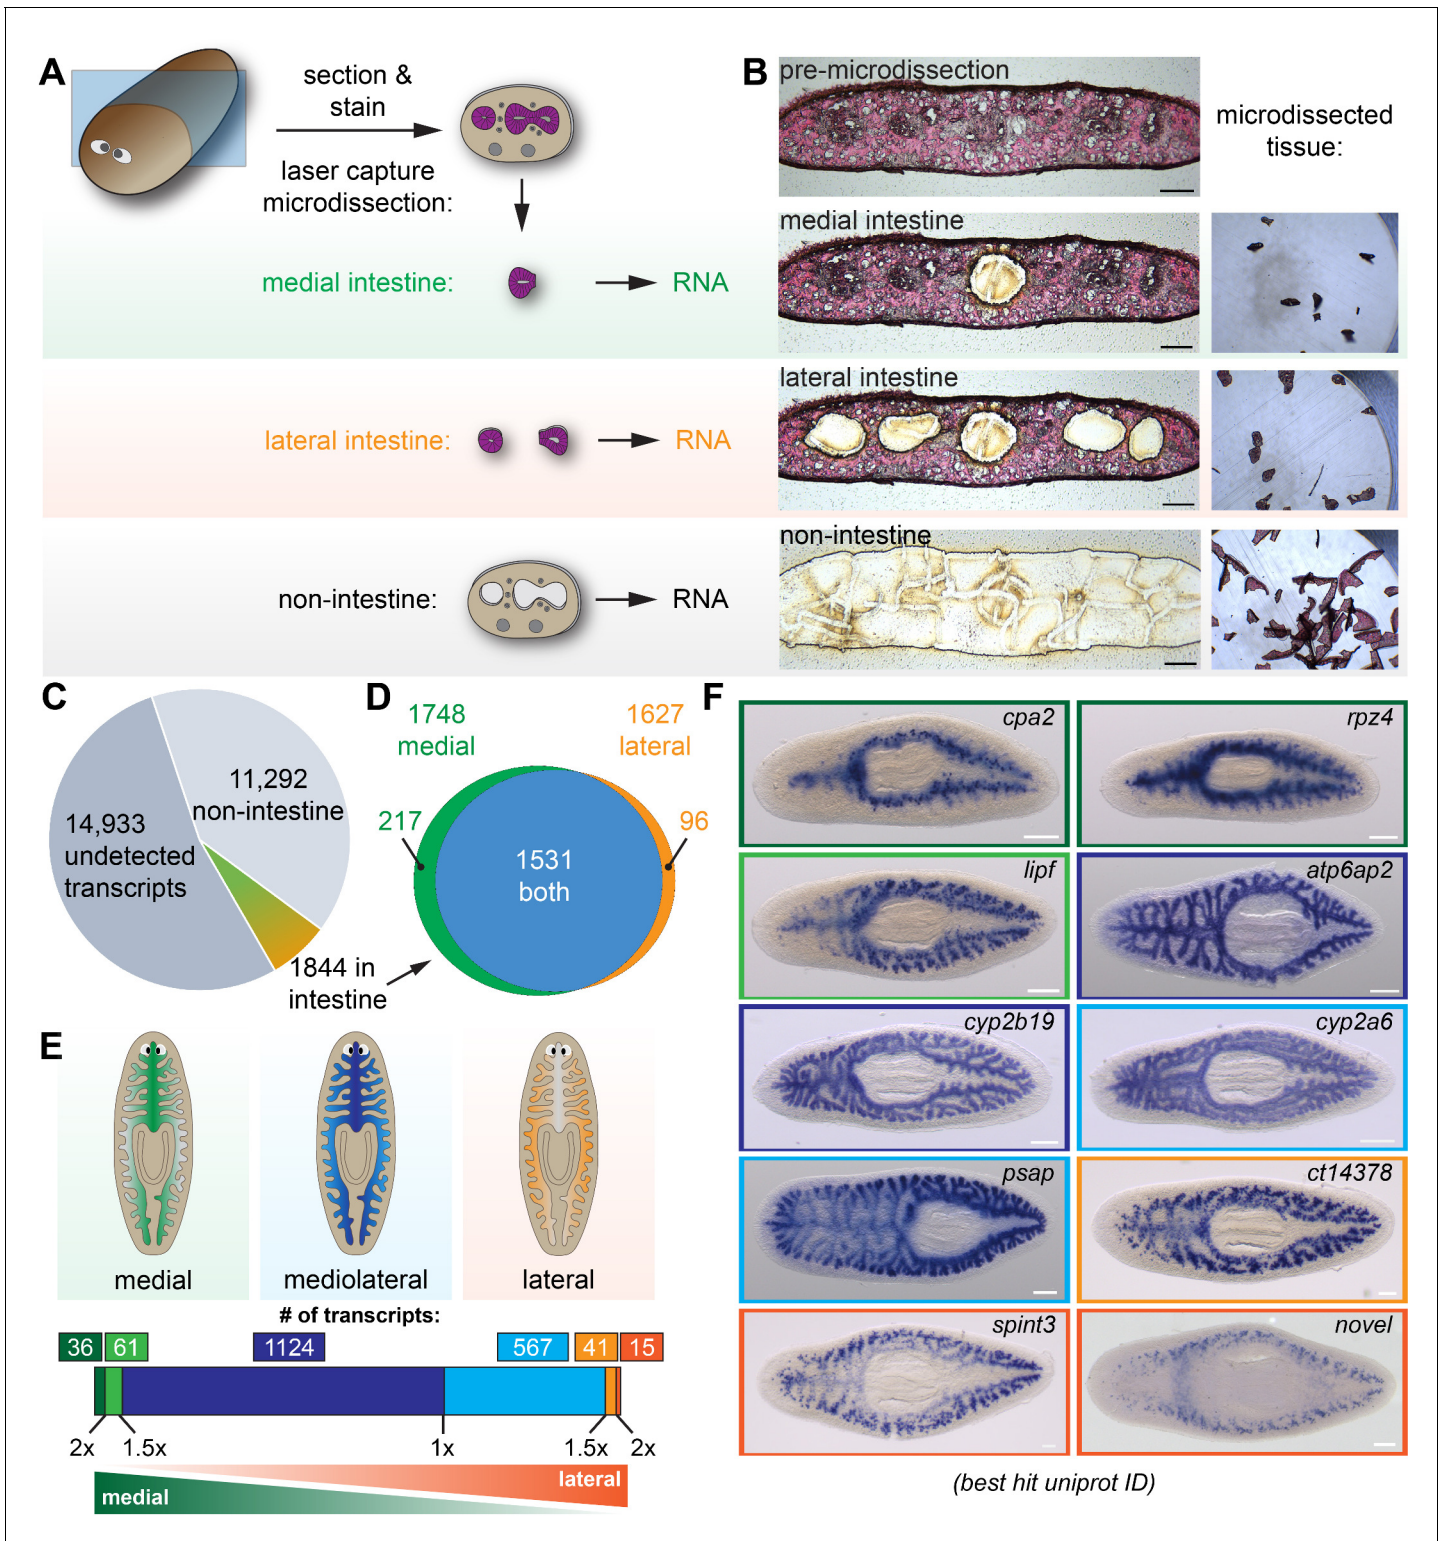 A
section &
stain
laser capture
microdissection:
medial intestine:
RNA
lateral intestine:
RNA
non-intestine:
RNA
B
pre-microdissection
microdissected
tissue:
medial intestine
lateral intestine
non-intestine
C
11,292
non-intestine
14,933
undetected
transcripts
1844 in
intestine
D
1748
medial
1627
lateral
217
96
1531
both
E
medial
mediolateral
lateral
# of transcripts:
36
61
1124
567
41
15
2x
1.5x
1x
1.5x
2x
lateral
medial
F
cpa2
rpz4
lipf
atp6ap2
cyp2b19
cyp2a6
psap
ct14378
spint3
novel
(best hit uniprot ID)